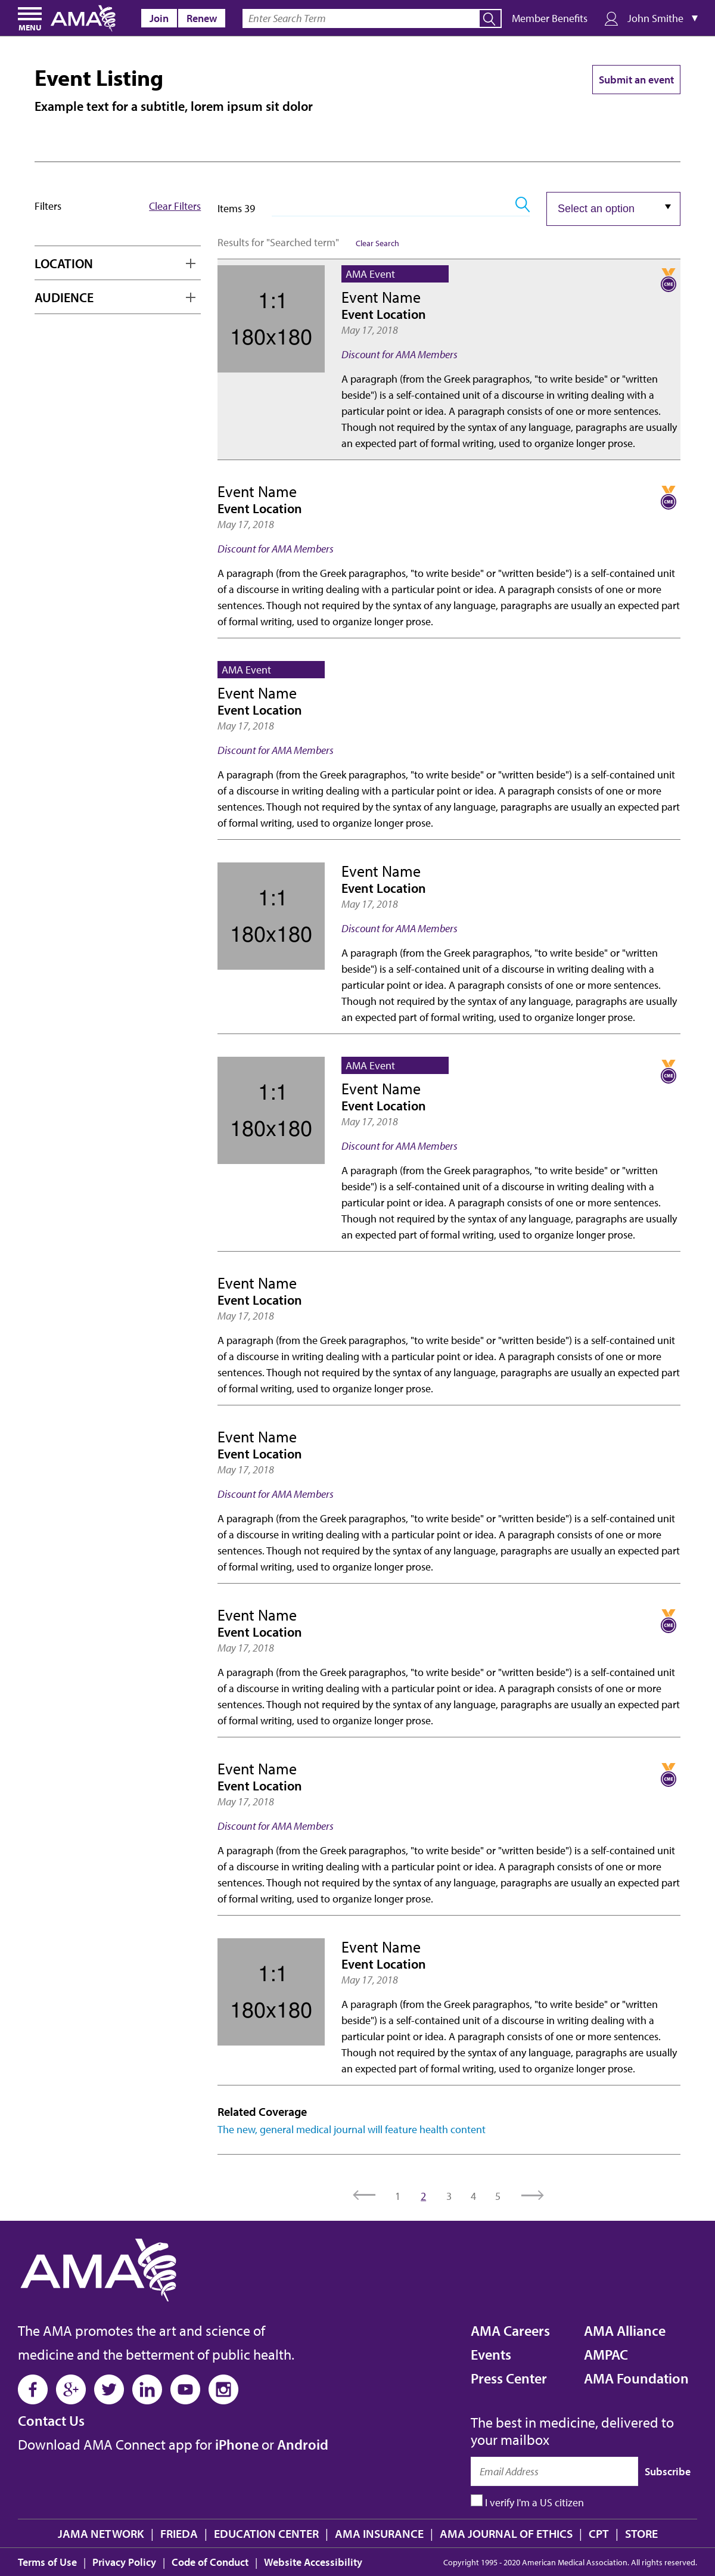 MENU
AMA
Join
Renew
Enter Search Term
Member Benefits
John Smithe
Event Listing
Submit an event
Example text for a subtitle, lorem ipsum sit dolor
Filters
Clear Filters
LOCATION
AUDIENCE
Items 39
Select an option
Results for "Searched term"
Clear Search
1:1
180x180
AMA Event
CME
Event Name
Event Location
May 17, 2018
Discount for AMA Members
A paragraph (from the Greek paragraphos, "to write beside" or "written
beside") is a self-contained unit of a discourse in writing dealing with a
particular point or idea. A paragraph consists of one or more sentences.
Though not required by the syntax of any language, paragraphs are usually
an expected part of formal writing, used to organize longer prose.
Event Name
CME
Event Location
May 17, 2018
Discount for AMA Members
A paragraph (from the Greek paragraphos, "to write beside" or "written beside") is a self-contained unit
of a discourse in writing dealing with a particular point or idea. A paragraph consists of one or more
sentences. Though not required by the syntax of any language, paragraphs are usually an expected part
of formal writing, used to organize longer prose.
AMA Event
Event Name
Event Location
May 17, 2018
Discount for AMA Members
A paragraph (from the Greek paragraphos, "to write beside" or "written beside") is a self-contained unit
of a discourse in writing dealing with a particular point or idea. A paragraph consists of one or more
sentences. Though not required by the syntax of any language, paragraphs are usually an expected part
of formal writing, used to organize longer prose.
1:1
180x180
Event Name
Event Location
May 17, 2018
Discount for AMA Members
A paragraph (from the Greek paragraphos, "to write beside" or "written
beside") is a self-contained unit of a discourse in writing dealing with a
particular point or idea. A paragraph consists of one or more sentences.
Though not required by the syntax of any language, paragraphs are usually
an expected part of formal writing, used to organize longer prose.
1:1
180x180
AMA Event
CME
Event Name
Event Location
May 17, 2018
Discount for AMA Members
A paragraph (from the Greek paragraphos, "to write beside" or "written
beside") is a self-contained unit of a discourse in writing dealing with a
particular point or idea. A paragraph consists of one or more sentences.
Though not required by the syntax of any language, paragraphs are usually
an expected part of formal writing, used to organize longer prose.
Event Name
Event Location
May 17, 2018
A paragraph (from the Greek paragraphos, "to write beside" or "written beside") is a self-contained unit
of a discourse in writing dealing with a particular point or idea. A paragraph consists of one or more
sentences. Though not required by the syntax of any language, paragraphs are usually an expected part
of formal writing, used to organize longer prose.
Event Name
Event Location
May 17, 2018
Discount for AMA Members
A paragraph (from the Greek paragraphos, "to write beside" or "written beside") is a self-contained unit
of a discourse in writing dealing with a particular point or idea. A paragraph consists of one or more
sentences. Though not required by the syntax of any language, paragraphs are usually an expected part
of formal writing, used to organize longer prose.
Event Name
CME
Event Location
May 17, 2018
A paragraph (from the Greek paragraphos, "to write beside" or "written beside") is a self-contained unit
of a discourse in writing dealing with a particular point or idea. A paragraph consists of one or more
sentences. Though not required by the syntax of any language, paragraphs are usually an expected part
of formal writing, used to organize longer prose.
Event Name
CME
Event Location
May 17, 2018
Discount for AMA Members
A paragraph (from the Greek paragraphos, "to write beside" or "written beside") is a self-contained unit
of a discourse in writing dealing with a particular point or idea. A paragraph consists of one or more
sentences. Though not required by the syntax of any language, paragraphs are usually an expected part
of formal writing, used to organize longer prose.
1:1
180x180
Event Name
Event Location
May 17, 2018
A paragraph (from the Greek paragraphos, "to write beside" or "written
beside") is a self-contained unit of a discourse in writing dealing with a
particular point or idea. A paragraph consists of one or more sentences.
Though not required by the syntax of any language, paragraphs are usually
an expected part of formal writing, used to organize longer prose.
Related Coverage
The new, general medical journal will feature health content
1 2 3 4 5
AMA
The AMA promotes the art and science of
medicine and the betterment of public health.
Contact Us
Download AMA Connect app for iPhone or Android
AMA Careers
AMA Alliance
Events
AMPAC
Press Center
AMA Foundation
The best in medicine, delivered to
your mailbox
Email Address
Subscribe
I verify I'm a US citizen
JAMA NETWORK | FRIEDA | EDUCATION CENTER | AMA INSURANCE | AMA JOURNAL OF ETHICS | CPT | STORE
Terms of Use | Privacy Policy | Code of Conduct | Website Accessibility
Copyright 1995 - 2020 American Medical Association. All rights reserved.